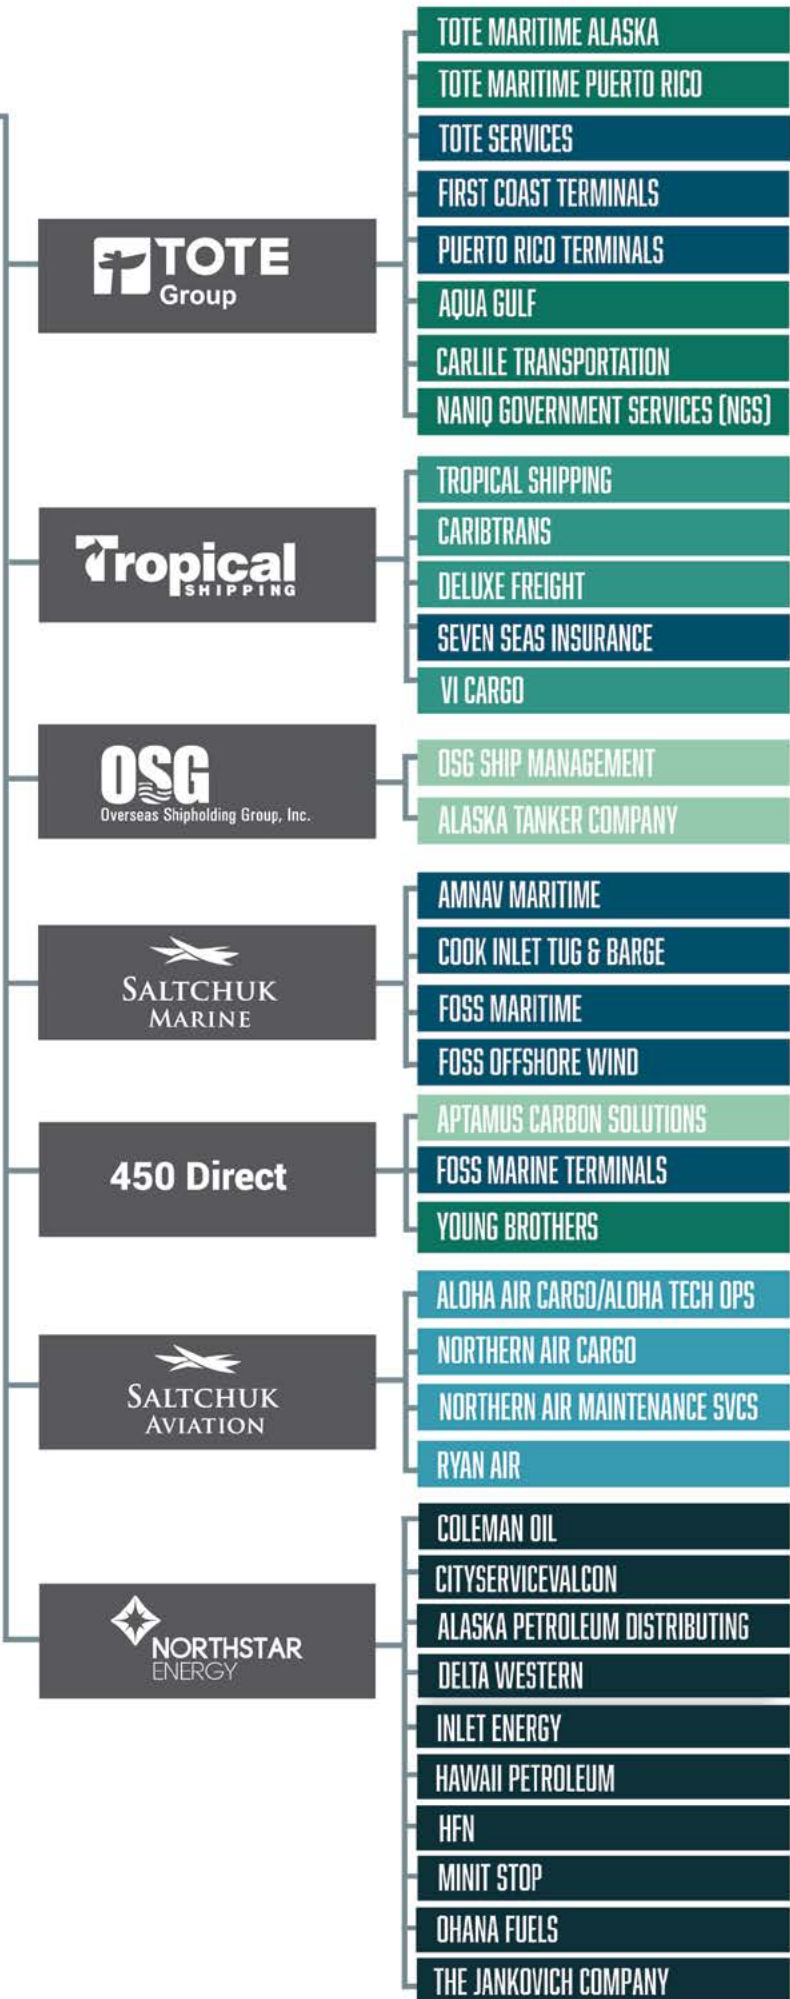 TOTE
Group
TOTE MARITIME ALASKA
TOTE MARITIME PUERTO RICO
TOTE SERVICES
FIRST COAST TERMINALS
PUERTO RICO TERMINALS
AQUA GULF
CARLILE TRANSPORTATION
NANIQ GOVERNMENT SERVICES (NGS)
Tropical
SHIPPING
TROPICAL SHIPPING
CARIBTRANS
DELUXE FREIGHT
SEVEN SEAS INSURANCE
VI CARGO
OSG
Overseas Shipholding Group, Inc.
OSG SHIP MANAGEMENT
ALASKA TANKER COMPANY
SALTCHUK
MARINE
AMNAV MARITIME
COOK INLET TUG & BARGE
FOSS MARITIME
FOSS OFFSHORE WIND
450 Direct
APTAMUS CARBON SOLUTIONS
FOSS MARINE TERMINALS
YOUNG BROTHERS
SALTCHUK
AVIATION
ALOHA AIR CARGO/ALOHA TECH OPS
NORTHERN AIR CARGO
NORTHERN AIR MAINTENANCE SVCS
RYAN AIR
NORTHSTAR
ENERGY
COLEMAN OIL
CITYSERVICEVALCON
ALASKA PETROLEUM DISTRIBUTING
DELTA WESTERN
INLET ENERGY
HAWAII PETROLEUM
HFN
MINIT STOP
OHANA FUELS
THE JANKOVICH COMPANY